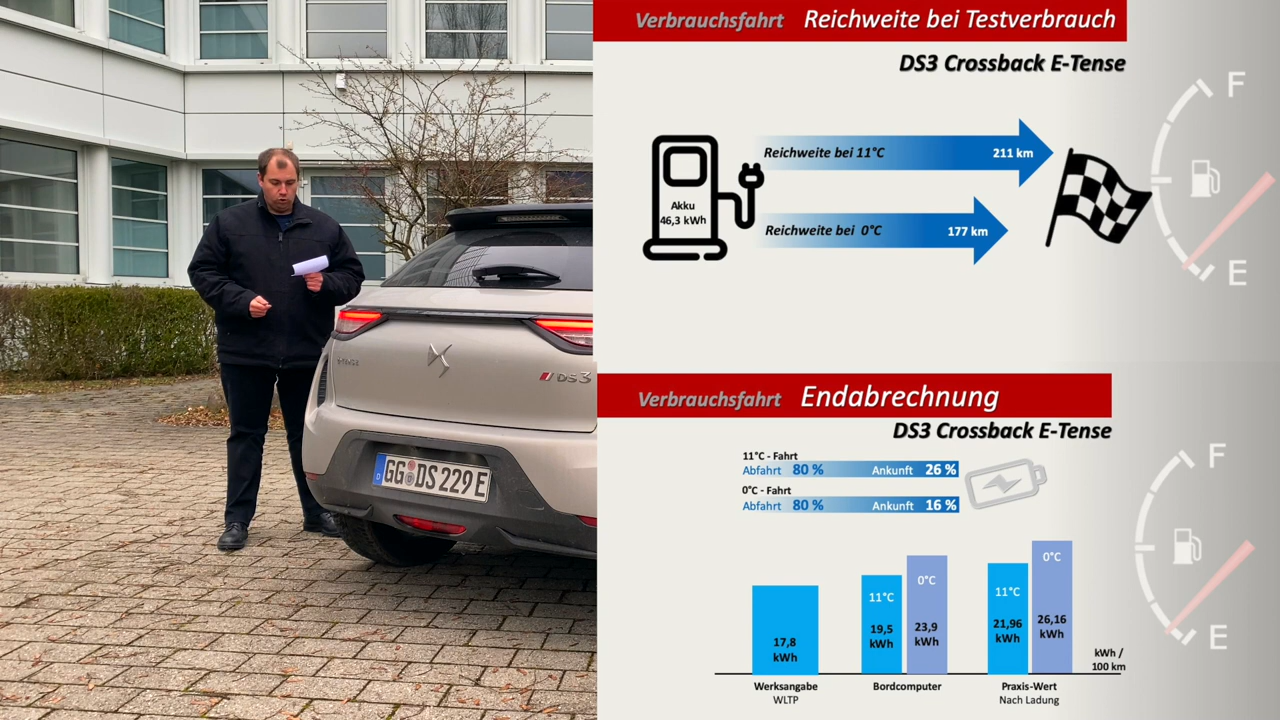 DS3
GG DS 229 E
D
Verbrauchsfahrt Reichweite bei Testverbrauch
DS3 Crossback E-Tense
Reichweite bei 11°C 211 km
Akku
46,3 kWh
Reichweite bei 0°C 177 km
F
E
Verbrauchsfahrt Endabrechnung
DS3 Crossback E-Tense
11°C - Fahrt
Abfahrt 80 % Ankunft 26 %
0°C - Fahrt
Abfahrt 80 % Ankunft 16 %
F
E
0°C
0°C
11°C
11°C
17,8
kWh
19,5
kWh
23,9
kWh
21,96
kWh
26,16
kWh
kWh /
100 km
Werksangabe
WLTP
Bordcomputer
Praxis-Wert
Nach Ladung